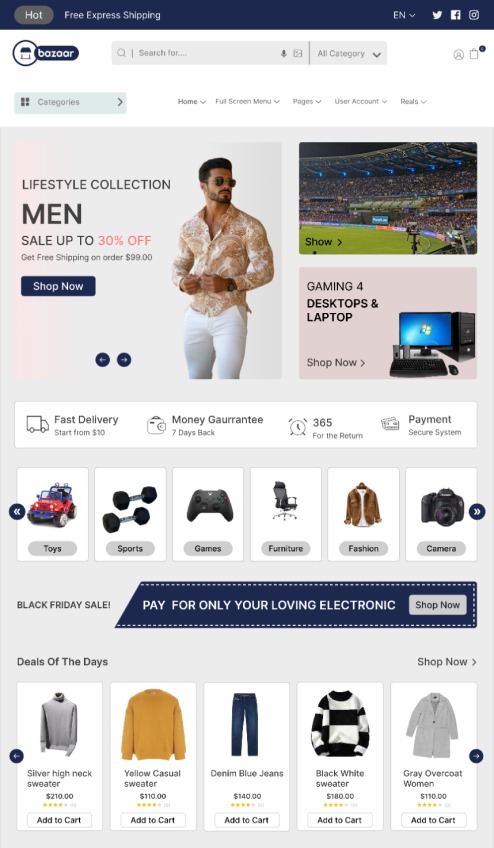 Hot
Free Express Shipping
EN
bazaar
Search for....
All Category
Categories
Home
Full Screen Menu
Pages
User Account
Reals
LIFESTYLE COLLECTION
MEN
SALE UP TO 30% OFF
Get Free Shipping on order $99.00
Shop Now
Show
GAMING 4
DESKTOPS &
LAPTOP
Shop Now
Fast Delivery
Start from $10
Money Gaurrantee
7 Days Back
365
For the Return
Payment
Secure System
Toys
Sports
Games
Furniture
Fashion
Camera
BLACK FRIDAY SALE!
PAY FOR ONLY YOUR LOVING ELECTRONIC
Shop Now
Deals Of The Days
Shop Now
Silver high neck
sweater
$210.00
Add to Cart
Yellow Casual
sweater
$110.00
Add to Cart
Denim Blue Jeans
$140.00
Add to Cart
Black White
sweater
$180.00
Add to Cart
Gray Overcoat
Women
$110.00
Add to Cart